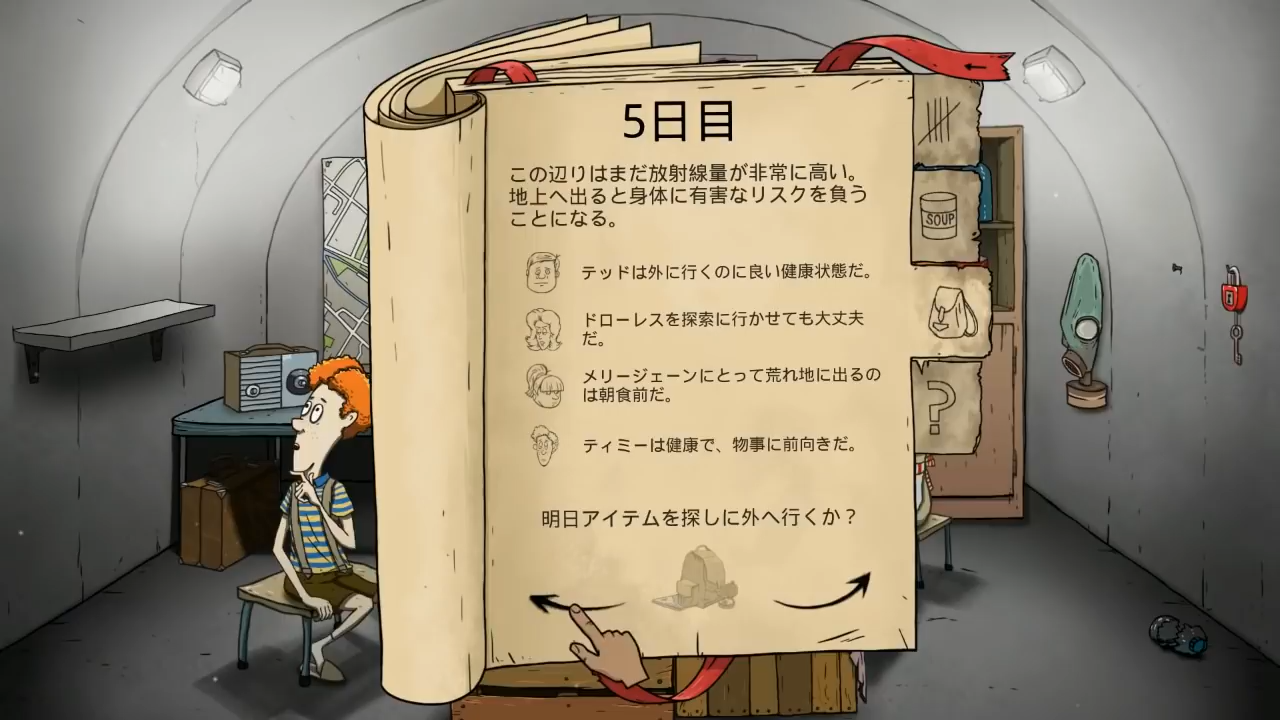 5日目
この辺りはまだ放射線量が非常に高い。
地上へ出ると身体に有害なリスクを負う
ことになる。
SOUP
テッドは外に行くのに良い健康状態だ。
ドローレスを探索に行かせても大丈夫
だ。
メリージェーンにとって荒れ地に出るの
は朝食前だ。
?
ティミーは健康で、物事に前向きだ。
明日アイテムを探しに外へ行くか？